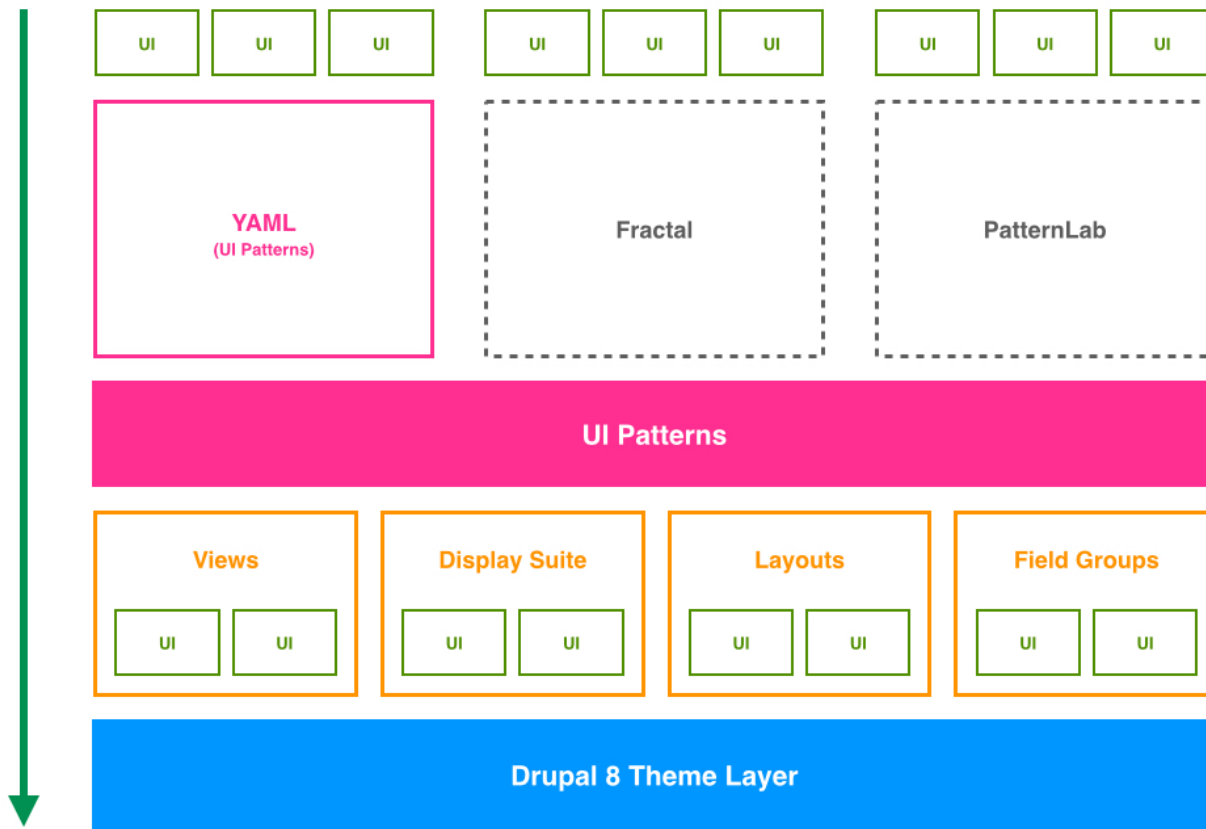 UI UI UI UI UI UI UI UI UI
YAML
(UI Patterns)
Fractal
PatternLab
UI Patterns
Views
Display Suite
Layouts
Field Groups
UI UI UI UI UI UI UI UI
Drupal 8 Theme Layer